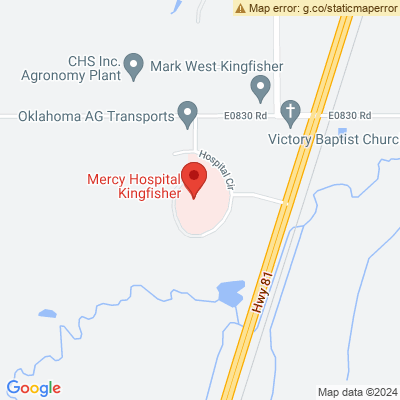 Map error: g.co/staticmaperror
CHS Inc.
Agronomy Plant
Mark West Kingfisher
Oklahoma AG Transports
E0830 Rd
E0830 Rd
Victory Baptist Church
Hospital Cir
Mercy Hospital
Kingfisher
Hwy 81
Google
Map data ©2024